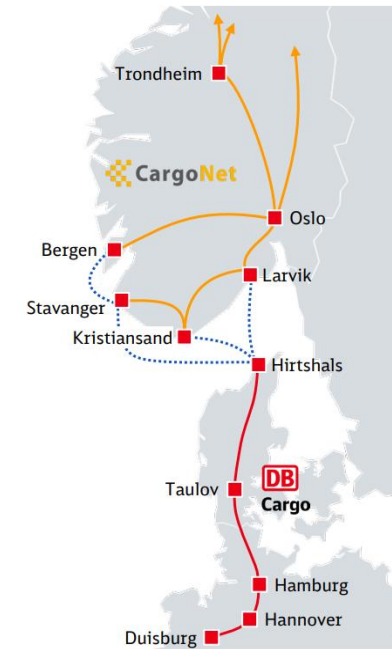 Trondheim
CargoNet
Oslo
Bergen
Larvik
Stavanger
Kristiansand
Hirtshals
Taulov
DB
Cargo
Hamburg
Hannover
Duisburg